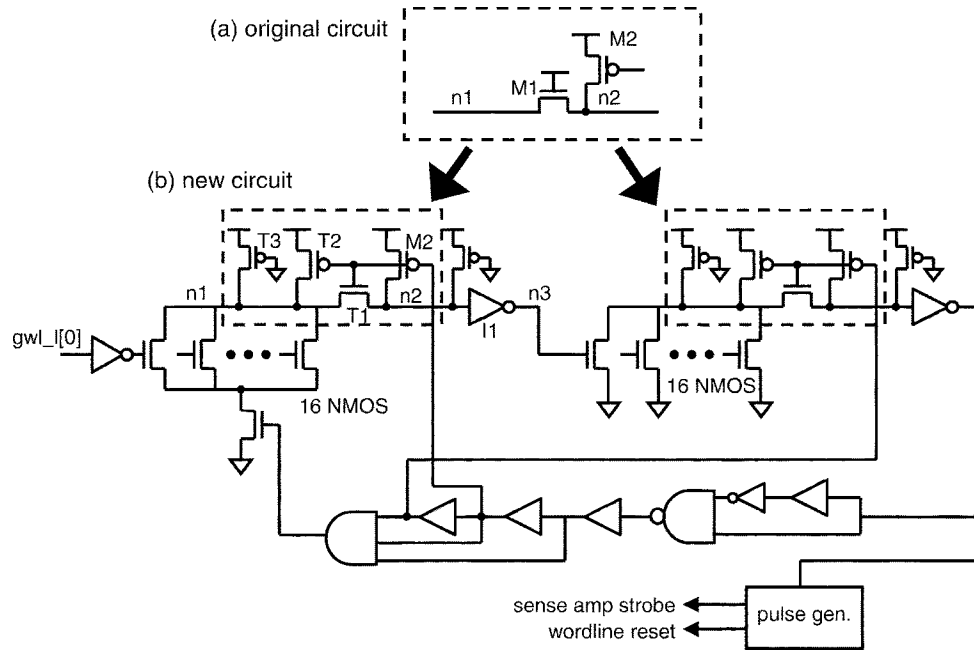 (a) original circuit
M2
M1
n1
n2
(b) new circuit
T3
T2
M2
n1
n2
n3
T1
I1
gwl_l[0]
16 NMOS
16 NMOS
sense amp strobe
wordline reset
pulse gen.